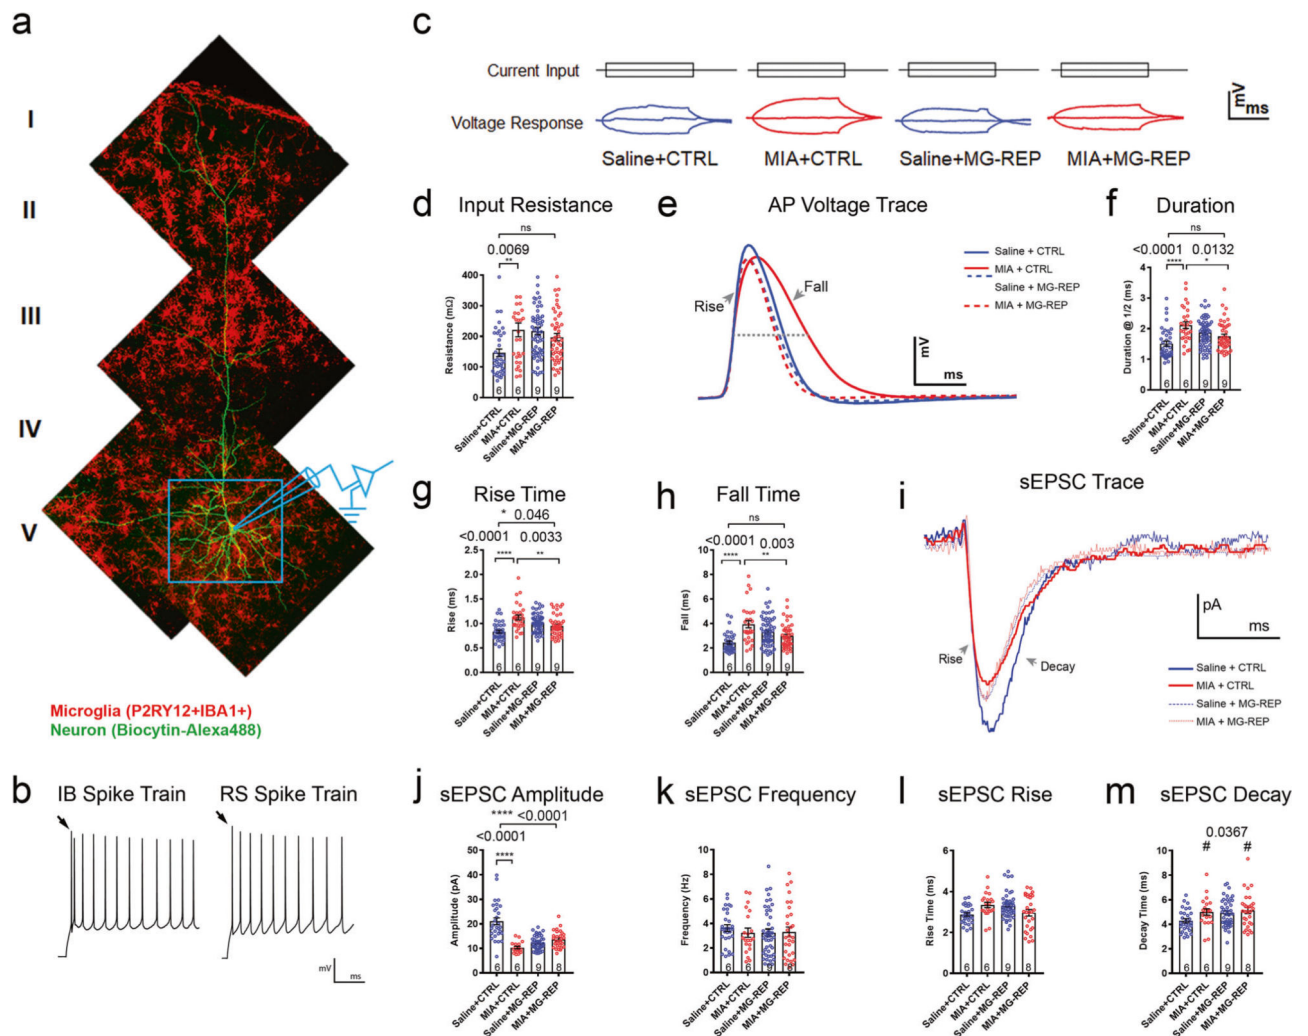 a
I
II
III
IV
V
Microglia (P2RY12+IBA1+)
Neuron (Biocytin-Alexa488)
b
IB Spike Train
RS Spike Train
mV
ms
c
Current Input
Voltage Response
Saline+CTRL
MIA+CTRL
Saline+MG-REP
MIA+MG-REP
mV
ms
d
Input Resistance
ns
0.0069
**
Resistance (mΩ)
400
300
200
100
0
6
6
9
9
Saline+CTRL
MIA+CTRL
Saline+MG-REP
MIA+MG-REP
e
AP Voltage Trace
Rise
Fall
Saline + CTRL
MIA + CTRL
Saline + MG-REP
MIA + MG-REP
mV
ms
f
Duration
ns
<0.0001
0.0132
****
*
Duration @ 1/2 (ms)
4
3
2
1
0
6
6
9
9
Saline+CTRL
MIA+CTRL
Saline+MG-REP
MIA+MG-REP
g
Rise Time
* 0.046
<0.0001
0.0033
****
**
Rise (ms)
2.5
2.0
1.5
1.0
0.5
0.0
6
6
9
9
Saline+CTRL
MIA+CTRL
Saline+MG-REP
MIA+MG-REP
h
Fall Time
ns
<0.0001
0.003
****
**
Fall (ms)
10
8
6
4
2
0
6
6
9
9
Saline+CTRL
MIA+CTRL
Saline+MG-REP
MIA+MG-REP
i
sEPSC Trace
Rise
Decay
pA
ms
Saline + CTRL
MIA + CTRL
Saline + MG-REP
MIA + MG-REP
j
sEPSC Amplitude
**** <0.0001
<0.0001
****
Amplitude (pA)
50
40
30
20
10
0
6
6
9
8
Saline+CTRL
MIA+CTRL
Saline+MG-REP
MIA+MG-REP
k
sEPSC Frequency
Frequency (Hz)
10
8
6
4
2
0
6
6
9
8
Saline+CTRL
MIA+CTRL
Saline+MG-REP
MIA+MG-REP
l
sEPSC Rise
Rise Time (ms)
6
4
2
0
6
6
9
8
Saline+CTRL
MIA+CTRL
Saline+MG-REP
MIA+MG-REP
m
sEPSC Decay
0.0367
#
#
Decay Time (ms)
12
10
8
6
4
2
0
6
6
9
8
Saline+CTRL
MIA+CTRL
Saline+MG-REP
MIA+MG-REP